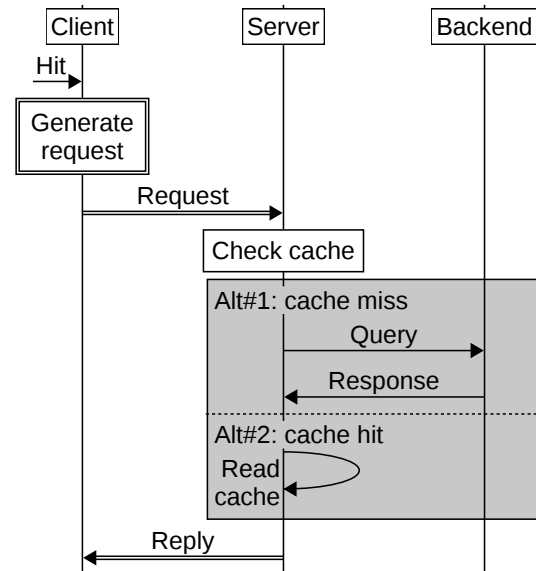 Client Server Backend
Hit
Generate
request
Request
Check cache
Alt#1: cache miss
Query
Response
Alt#2: cache hit
Read
cache
Reply